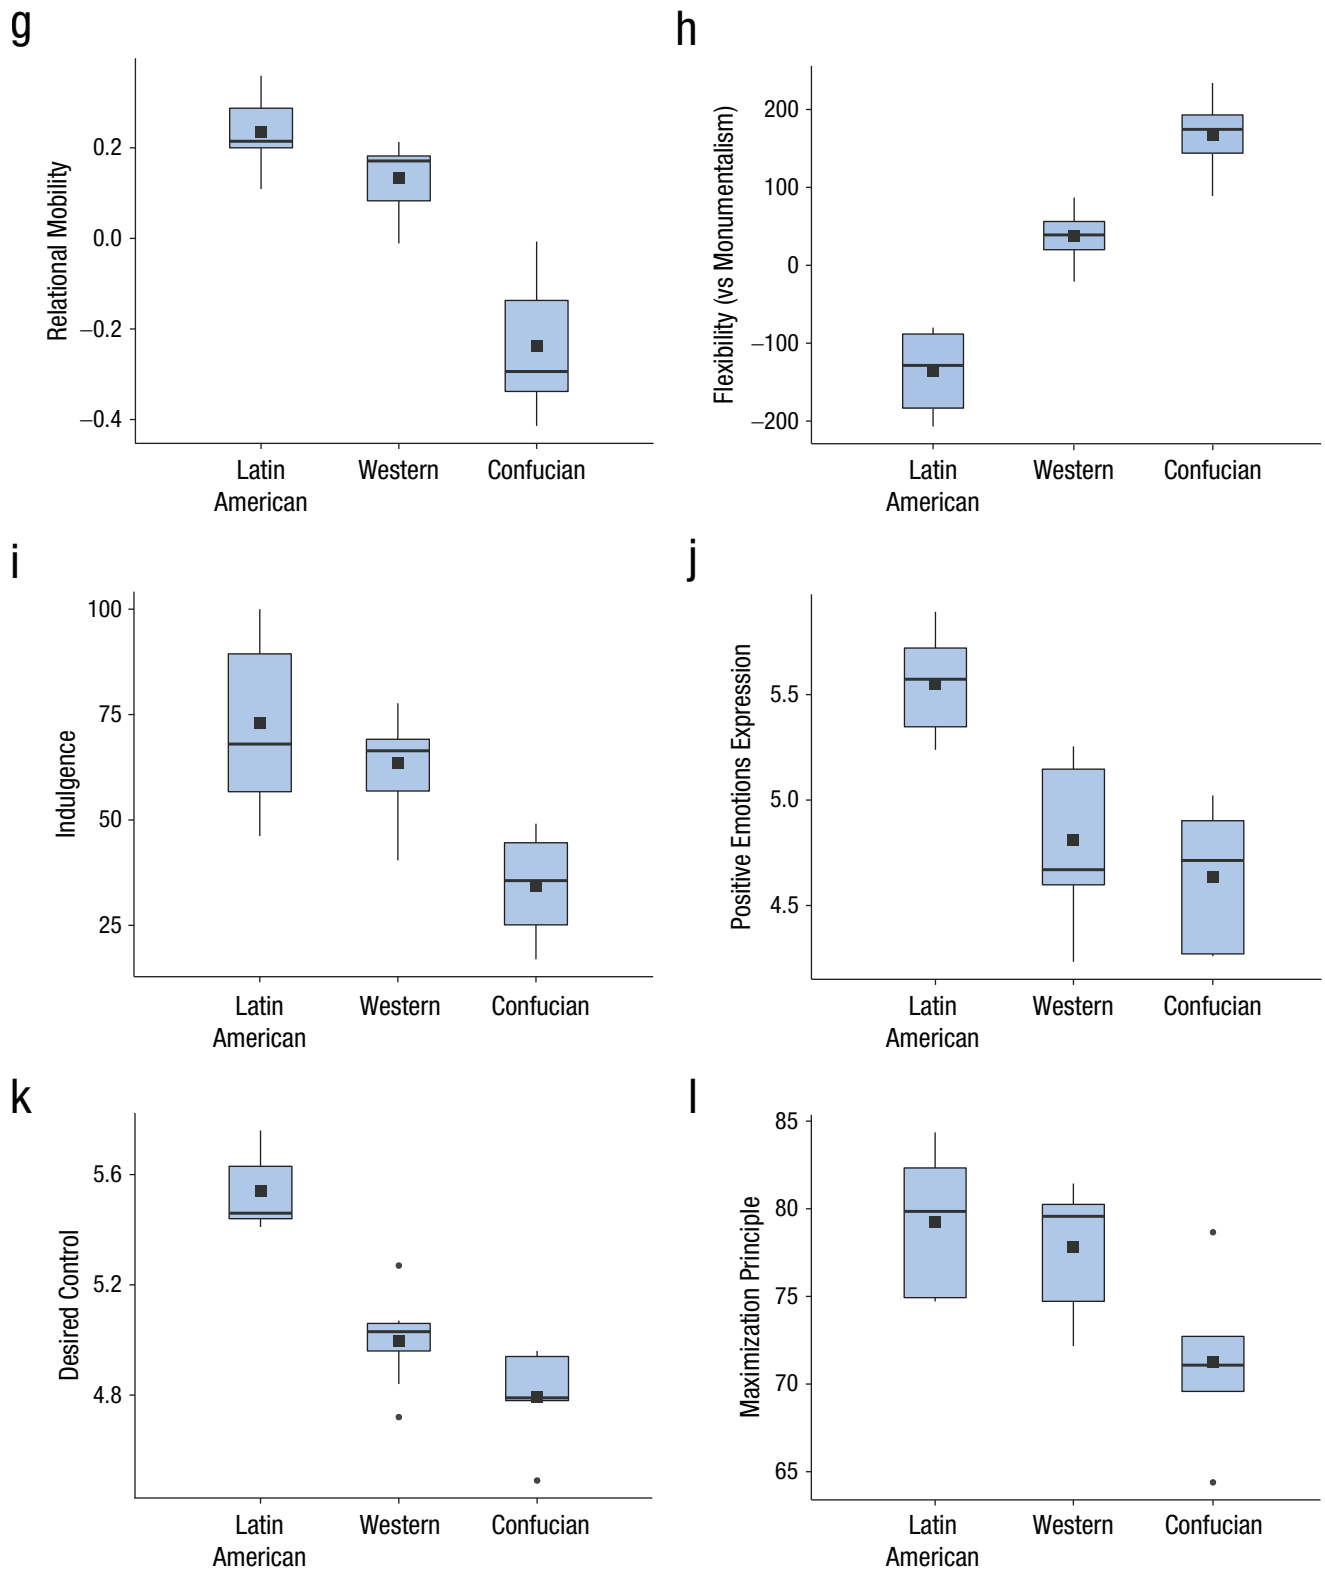 g
Relational Mobility
0.2
0.0
−0.2
−0.4
Latin
American
Western
Confucian
h
Flexibility (vs Monumentalism)
200
100
0
−100
−200
Latin
American
Western
Confucian
i
Indulgence
100
75
50
25
Latin
American
Western
Confucian
j
Positive Emotions Expression
5.5
5.0
4.5
Latin
American
Western
Confucian
k
Desired Control
5.6
5.2
4.8
Latin
American
Western
Confucian
l
Maximization Principle
85
80
75
70
65
Latin
American
Western
Confucian